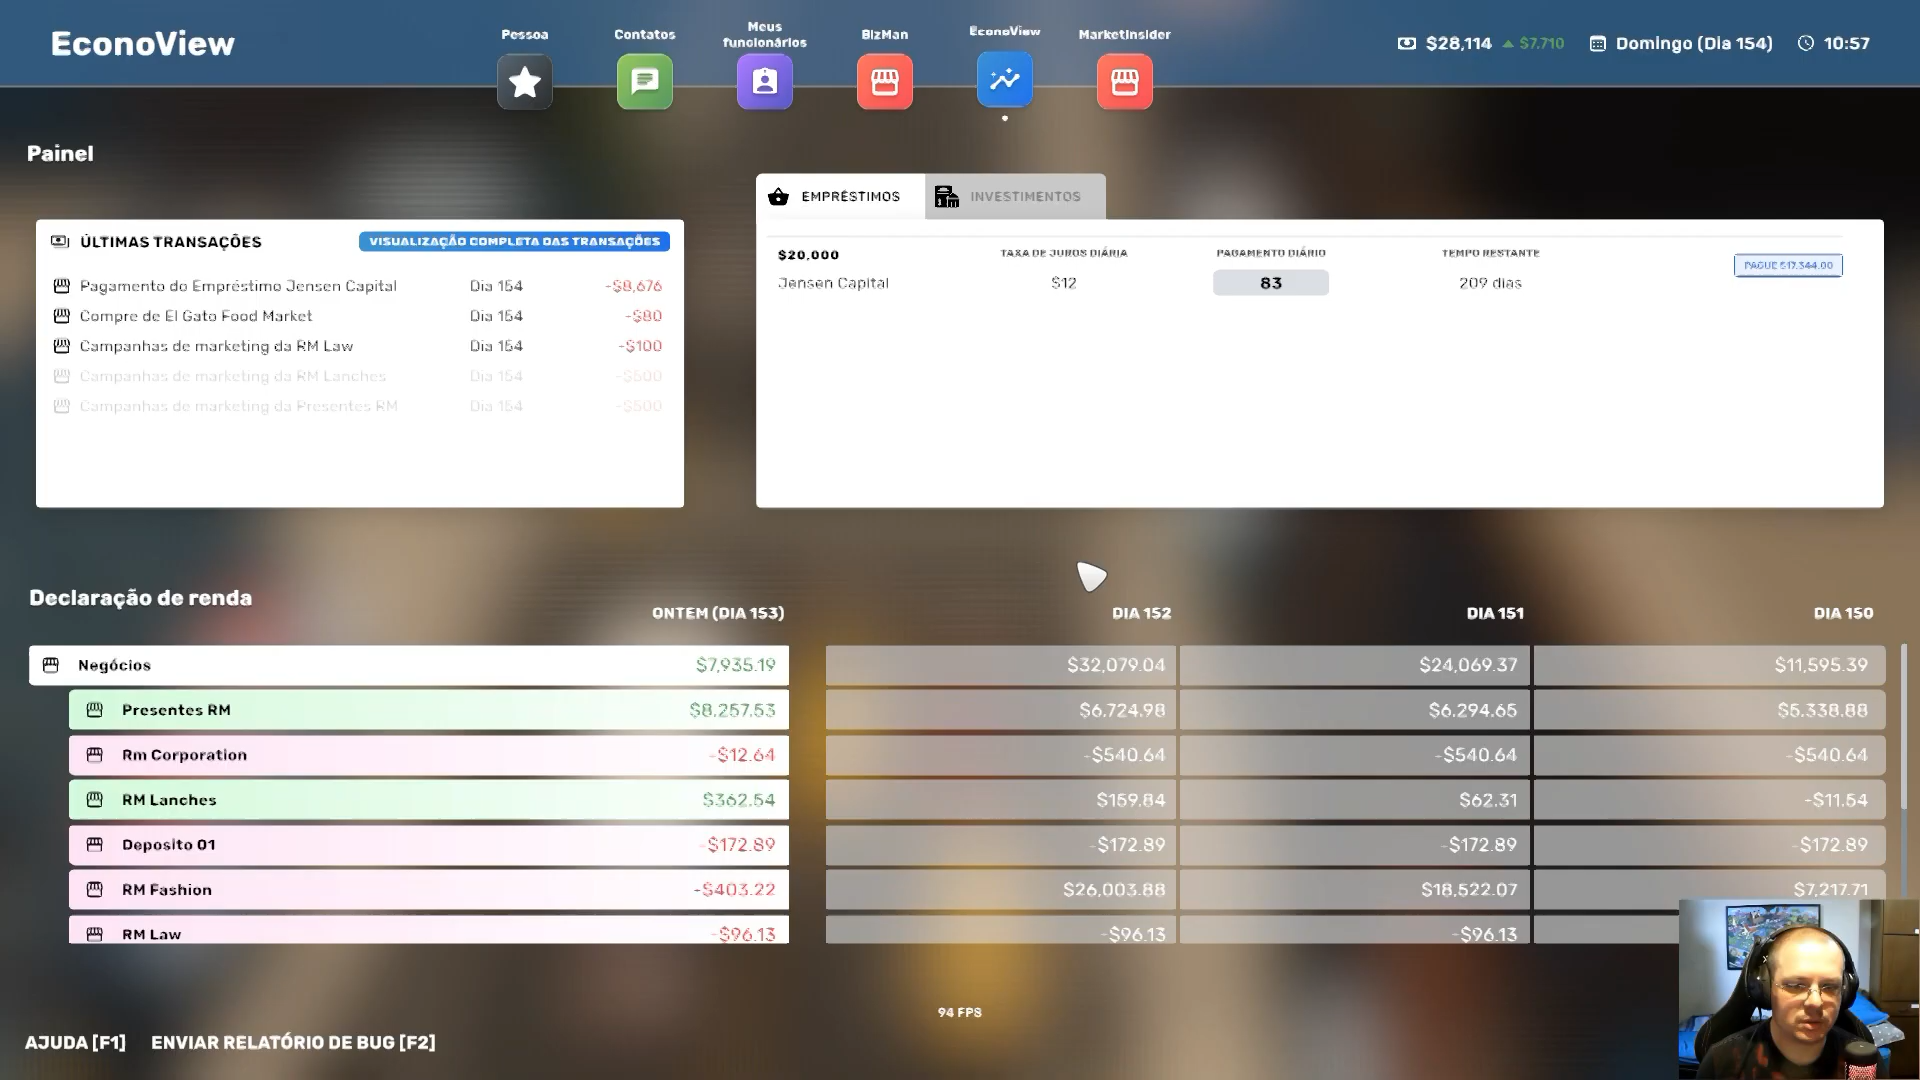 EconoView
Pessoa
Contatos
Meus funcionários
BizMan
EconoView
MarketInsider
$28,114 $7,710 Domingo (Dia 154) 10:57
Painel
EMPRÉSTIMOS INVESTIMENTOS
ÚLTIMAS TRANSAÇÕES VISUALIZAÇÃO COMPLETA DAS TRANSAÇÕES
Pagamento do Empréstimo Jensen Capital Dia 154 -$8,676
Compre de El Gato Food Market Dia 154 -$80
Campanhas de marketing da RM Law Dia 154 -$100
Campanhas de marketing da RM Lanches Dia 154 -$500
Campanhas de marketing da Presentes RM Dia 154 -$500
$20,000 TAXA DE JUROS DIÁRIA PAGAMENTO DIÁRIO TEMPO RESTANTE PAGUE $17.344.00
Jensen Capital $12 83 209 dias
Declaração de renda
ONTEM (DIA 153) DIA 152 DIA 151 DIA 150
Negócios $7,935.19 $32,079.04 $24,069.37 $11,595.39
Presentes RM $8,257.53 $6,724.98 $6,294.65 $5,338.88
Rm Corporation -$12.64 -$540.64 -$540.64 -$540.64
RM Lanches $362.54 $159.84 $62.31 -$11.54
Deposito 01 -$172.89 -$172.89 -$172.89 -$172.89
RM Fashion -$403.22 $26,003.88 $18,522.07 $7,217.71
RM Law -$96.13 -$96.13 -$96.13
94 FPS
AJUDA [F1] ENVIAR RELATÓRIO DE BUG [F2]